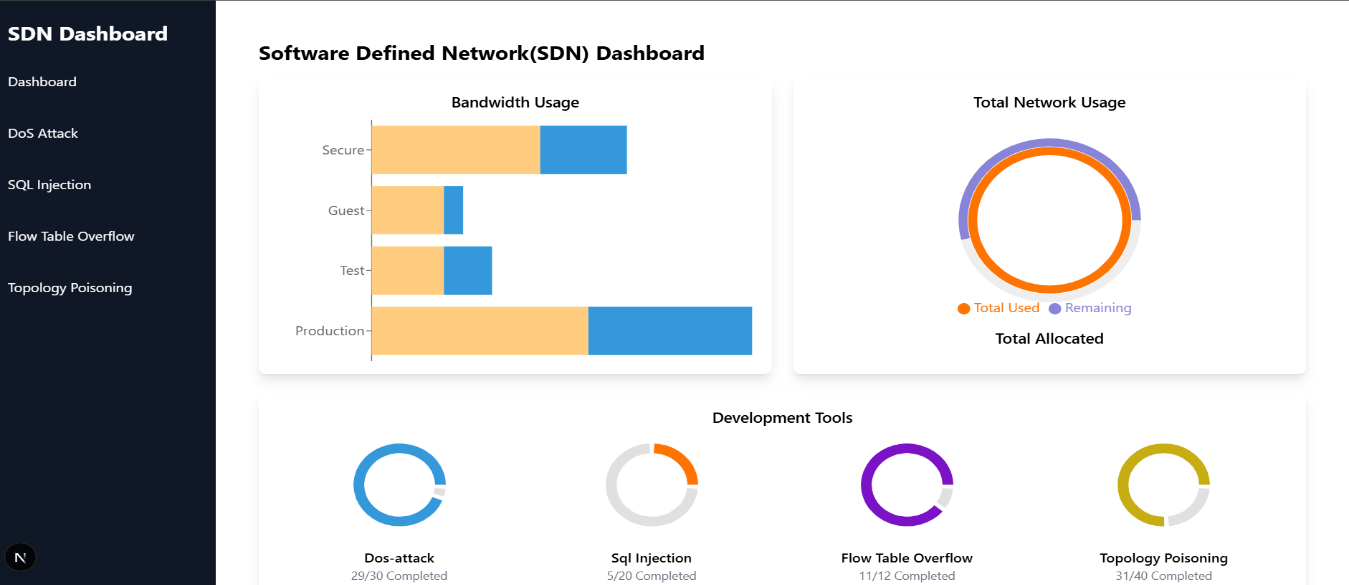 SDN Dashboard
Dashboard
DoS Attack
SQL Injection
Flow Table Overflow
Topology Poisoning
N
Software Defined Network(SDN) Dashboard
Bandwidth Usage
Secure
Guest
Test
Production
Total Network Usage
Total Used Remaining
Total Allocated
Development Tools
Dos-attack
29/30 Completed
Sql Injection
5/20 Completed
Flow Table Overflow
11/12 Completed
Topology Poisoning
31/40 Completed